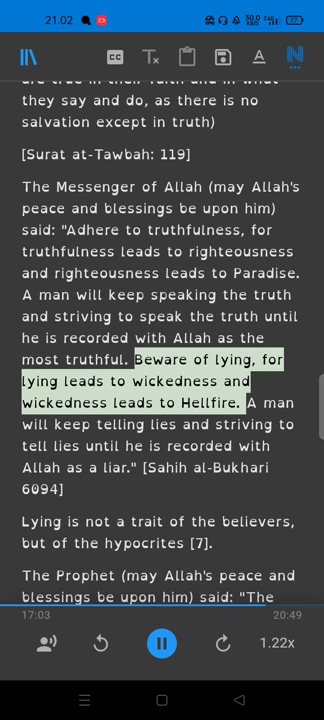 21.02
50.0
KB/S
77
CC
are true in their faith and in what
they say and do, as there is no
salvation except in truth)
[Surat at-Tawbah: 119]
The Messenger of Allah (may Allah's
peace and blessings be upon him)
said: "Adhere to truthfulness, for
truthfulness leads to righteousness
and righteousness leads to Paradise.
A man will keep speaking the truth
and striving to speak the truth until
he is recorded with Allah as the
most truthful. Beware of lying, for
lying leads to wickedness and
wickedness leads to Hellfire. A man
will keep telling lies and striving to
tell lies until he is recorded with
Allah as a liar." [Sahih al-Bukhari
6094]
Lying is not a trait of the believers,
but of the hypocrites [7].
The Prophet (may Allah's peace and
blessings be upon him) said: "The
17:03
20:49
1.22x